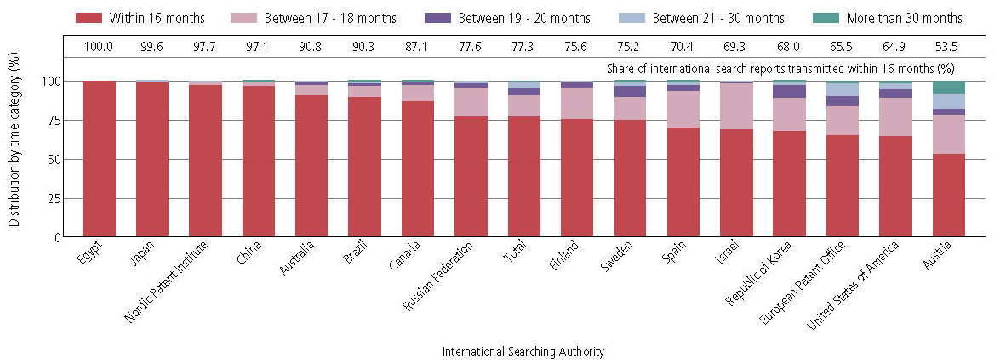 Within 16 months Between 17 - 18 months Between 19 - 20 months Between 21 - 30 months More than 30 months
100.0 99.6 97.7 97.1 90.8 90.3 87.1 77.6 77.3 75.6 75.2 70.4 69.3 68.0 65.5 64.9 53.5
Share of international search reports transmitted within 16 months (%)
Distribution by time category (%)
100
75
50
25
0
Egypt
Japan
Nordic Patent Institute
China
Australia
Brazil
Canada
Russian Federation
Total
Finland
Sweden
Spain
Israel
Republic of Korea
European Patent Office
United States of America
Austria
International Searching Authority